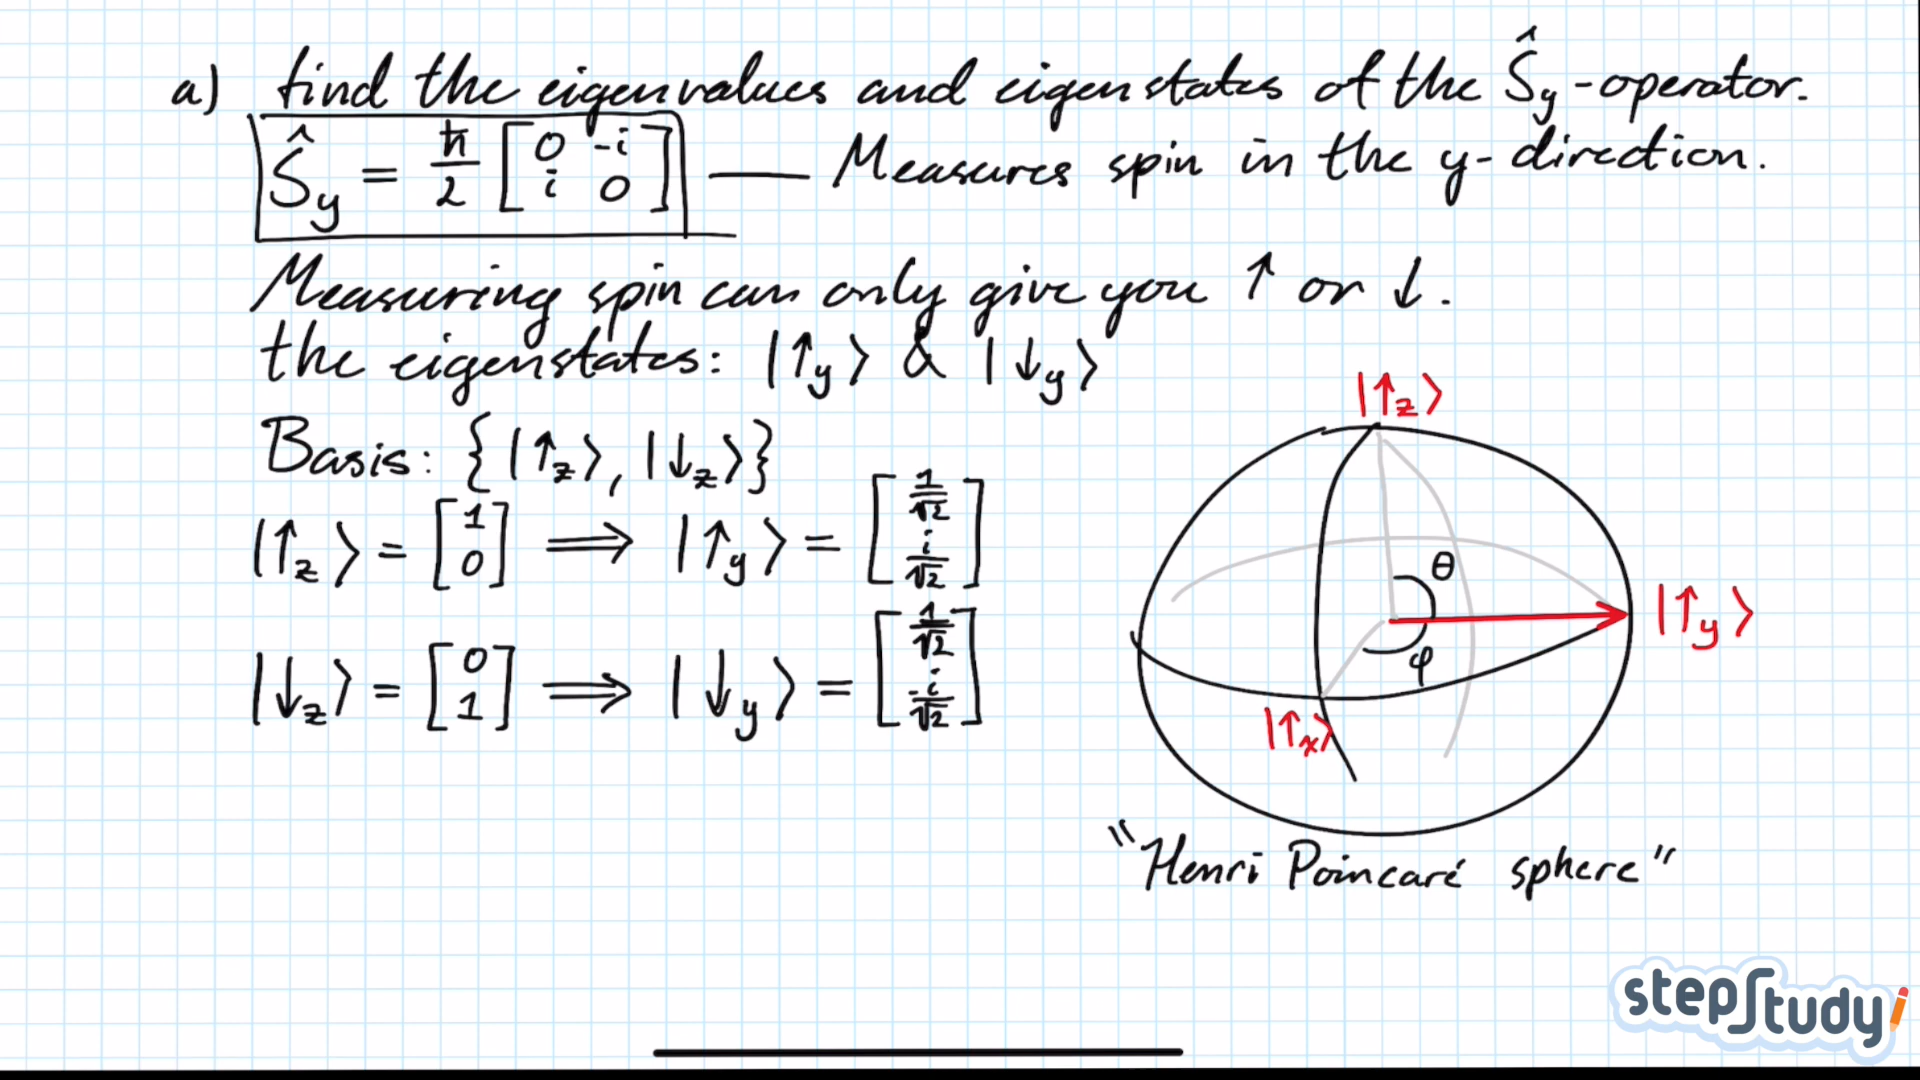 a) find the eigenvalues and eigenstates of the Ŝy-operator.
Ŝy = ħ/2 [0 -i; i 0] — Measures spin in the y-direction.
Measuring spin can only give you ↑ or ↓.
the eigenstates: |↑y⟩ & |↓y⟩
Basis: {|↑z⟩, |↓z⟩}
|↑z⟩ = [1; 0] ⟹ |↑y⟩ = [1/√2; i/√2]
|↓z⟩ = [0; 1] ⟹ |↓y⟩ = [1/√2; -i/√2]
|↑z⟩
θ
|↑y⟩
φ
|↑x⟩
"Henri Poincaré sphere"
stepStudy